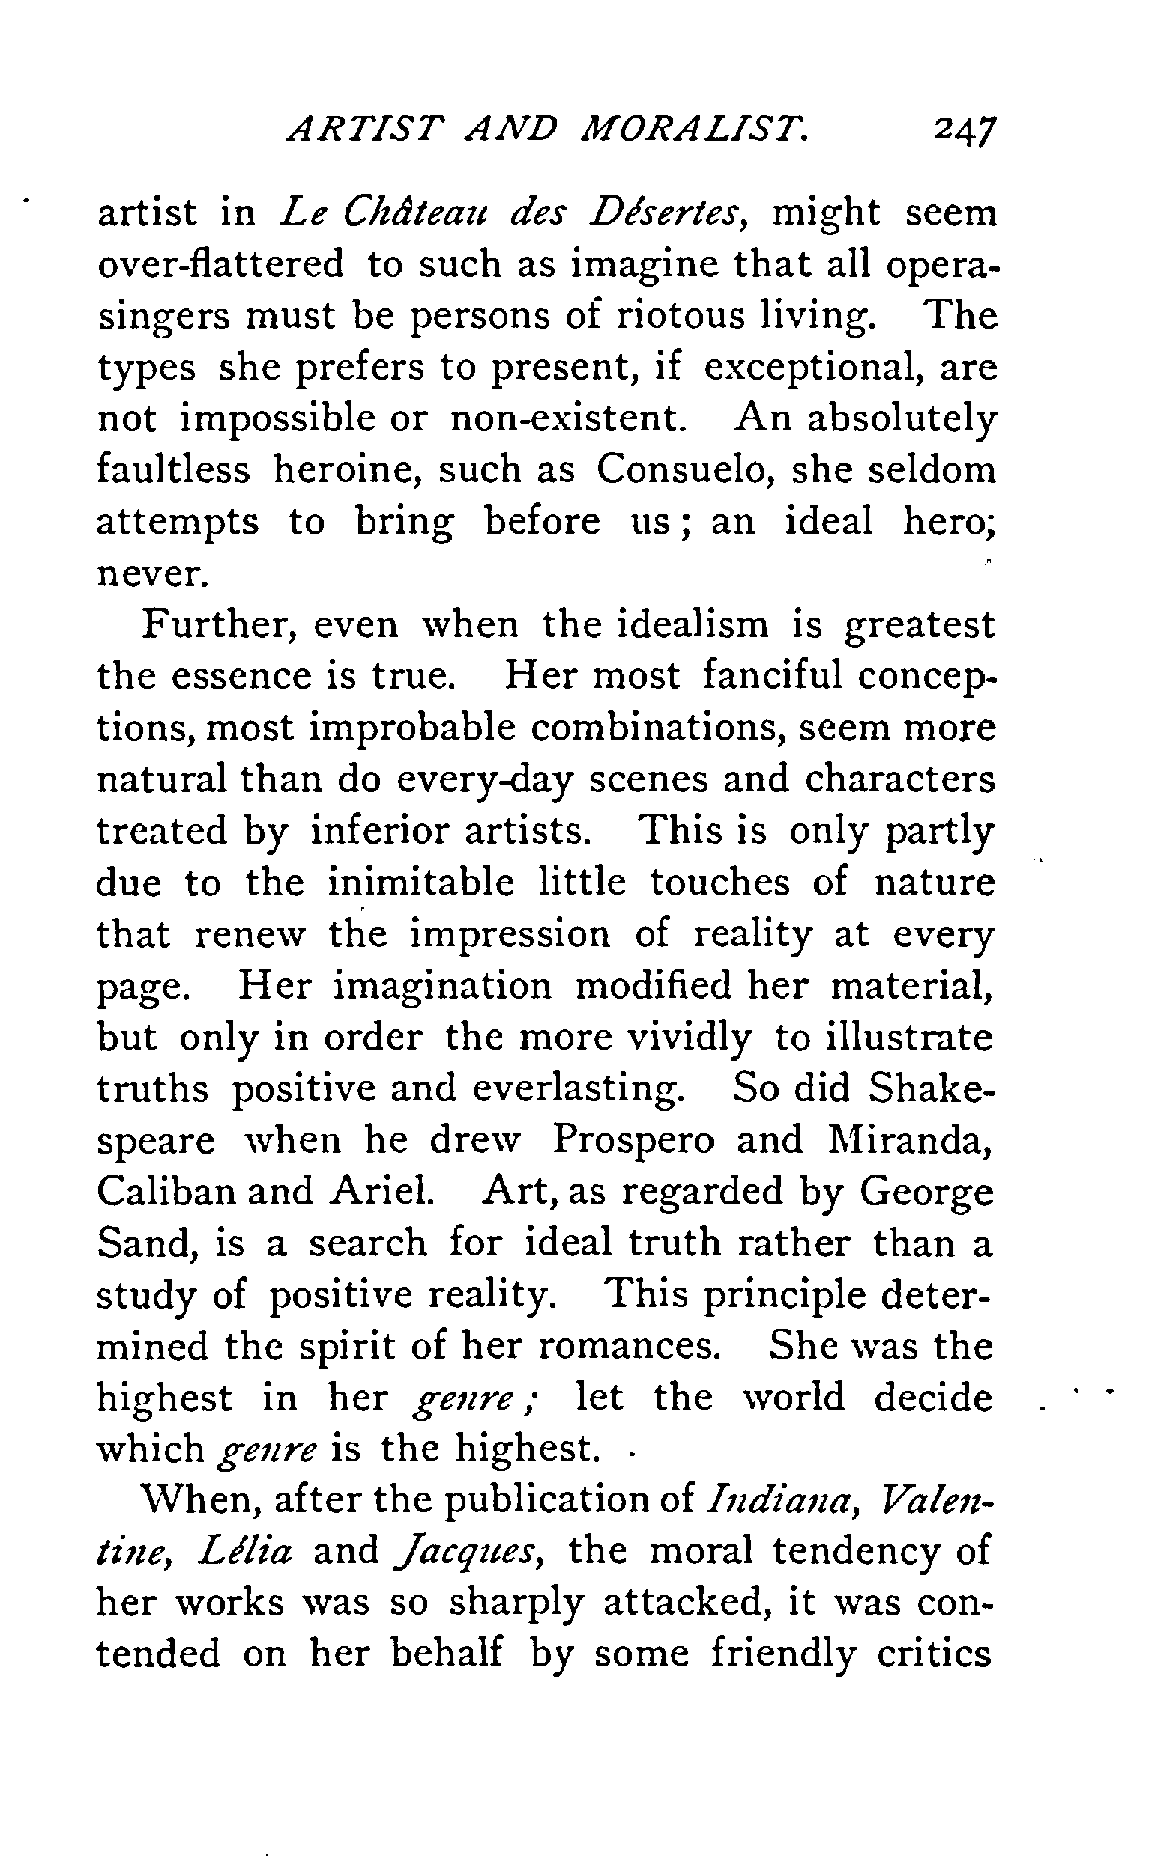 ARTIST AND MORALIST. 247
artist in Le Château des Désertes, might seem
over-flattered to such as imagine that all opera-
singers must be persons of riotous living. The
types she prefers to present, if exceptional, are
not impossible or non-existent. An absolutely
faultless heroine, such as Consuelo, she seldom
attempts to bring before us; an ideal hero;
never.
Further, even when the idealism is greatest
the essence is true. Her most fanciful concep-
tions, most improbable combinations, seem more
natural than do every-day scenes and characters
treated by inferior artists. This is only partly
due to the inimitable little touches of nature
that renew the impression of reality at every
page. Her imagination modified her material,
but only in order the more vividly to illustrate
truths positive and everlasting. So did Shake-
speare when he drew Prospero and Miranda,
Caliban and Ariel. Art, as regarded by George
Sand, is a search for ideal truth rather than a
study of positive reality. This principle deter-
mined the spirit of her romances. She was the
highest in her genre; let the world decide
which genre is the highest.
When, after the publication of Indiana, Valen-
tine, Lélia and Jacques, the moral tendency of
her works was so sharply attacked, it was con-
tended on her behalf by some friendly critics